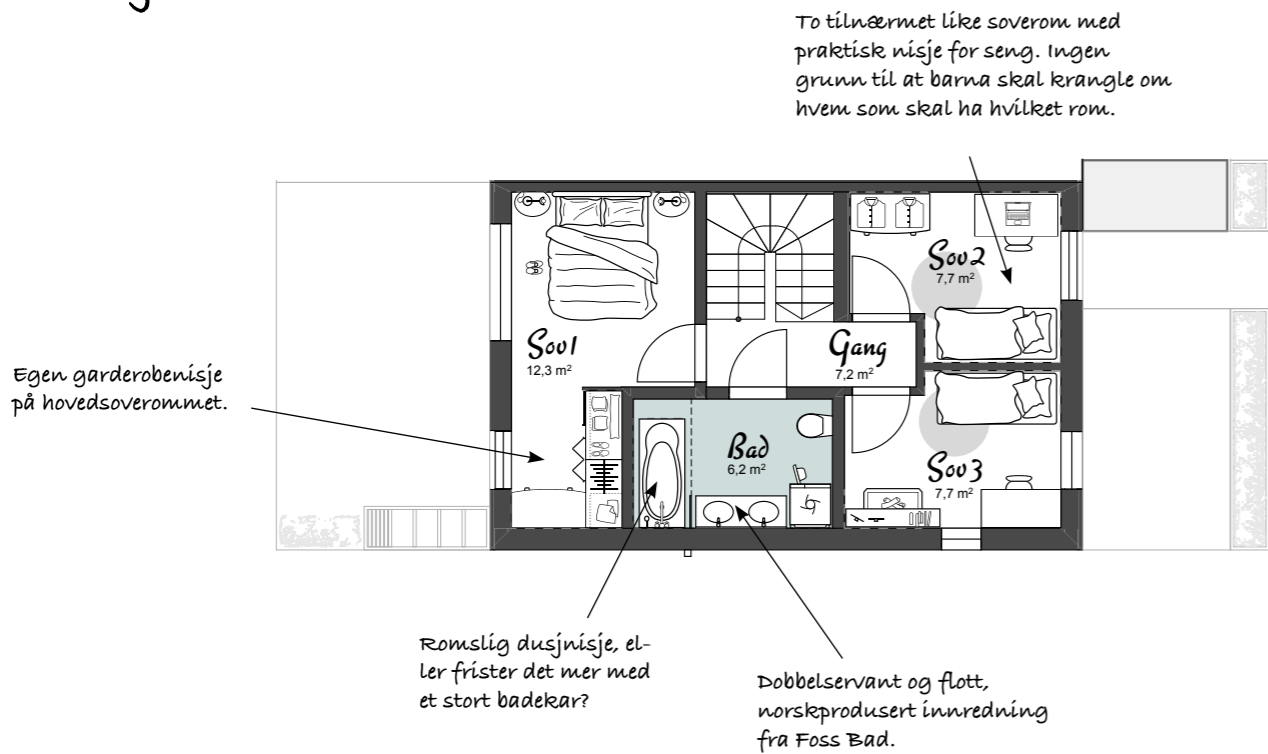 To tilnærmet like soverom med
praktisk nisje for seng. Ingen
grunn til at barna skal krangle om
hvem som skal ha hvilket rom.
Sov2
7,7 m²
Sov1
12,3 m²
Gang
7,2 m²
Egen garderobenisje
på hovedsoverommet.
Bad
6,2 m²
Sov3
7,7 m²
Romslig dusjnisje, el-
ler frister det mer med
et stort badekar?
Dobbelservant og flott,
norskprodusert innredning
fra Foss Bad.